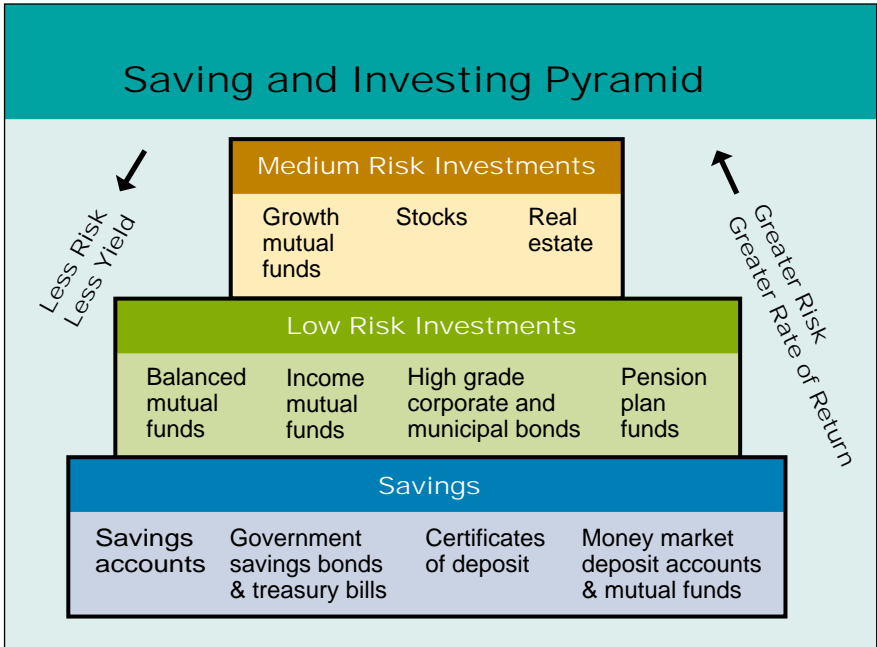 Saving and Investing Pyramid
Less Risk
Less Yield
Greater Risk
Greater Rate of Return
Medium Risk Investments
Growth
mutual
funds
Stocks
Real
estate
Low Risk Investments
Balanced
mutual
funds
Income
mutual
funds
High grade
corporate and
municipal bonds
Pension
plan
funds
Savings
Savings
accounts
Government
savings bonds
& treasury bills
Certificates
of deposit
Money market
deposit accounts
& mutual funds